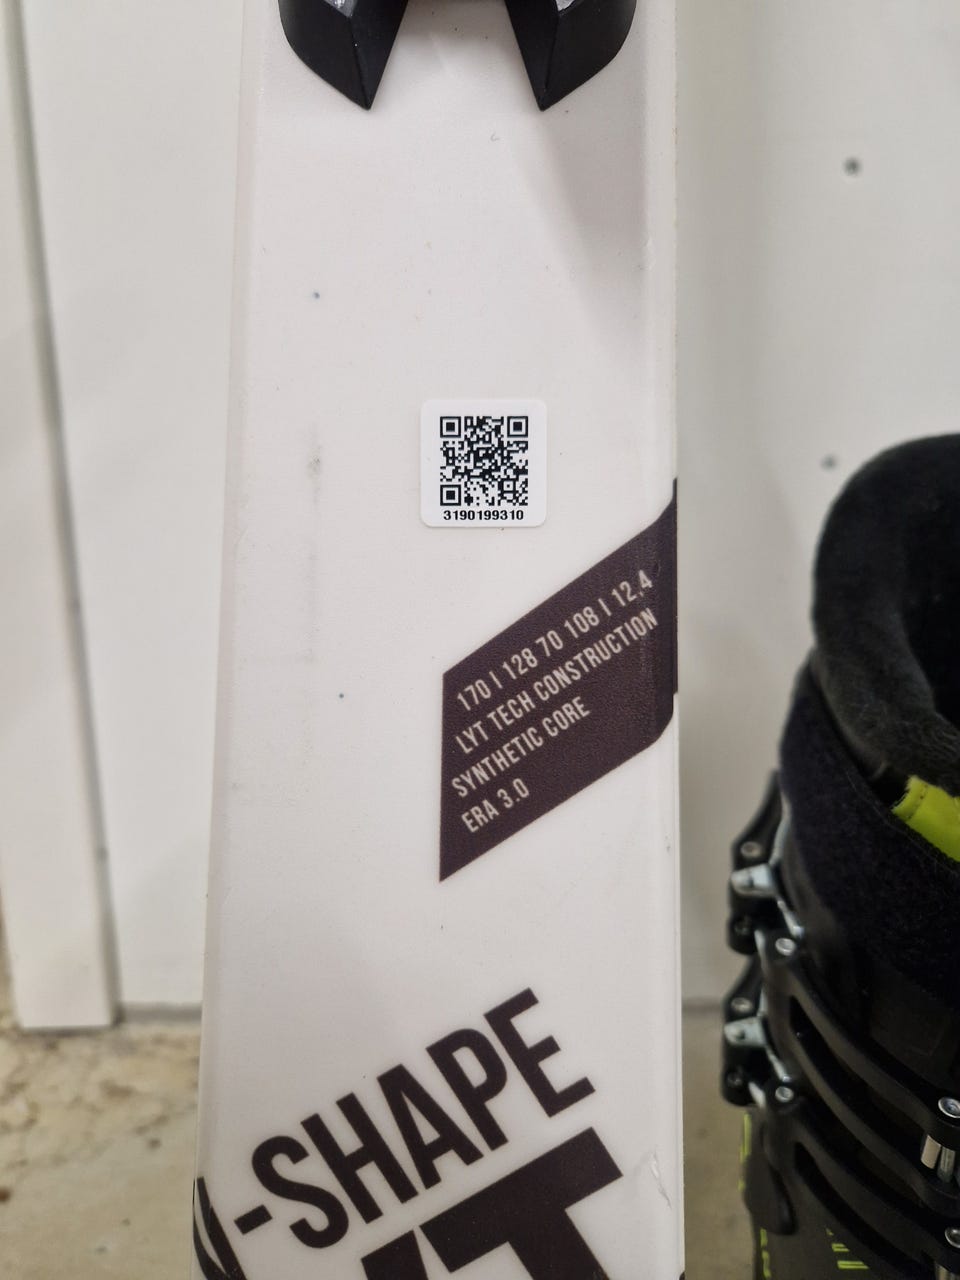 3190199310
170 | 128 70 108 | 12,4
LYT TECH CONSTRUCTION
SYNTHETIC CORE
ERA 3.0
-SHAPE